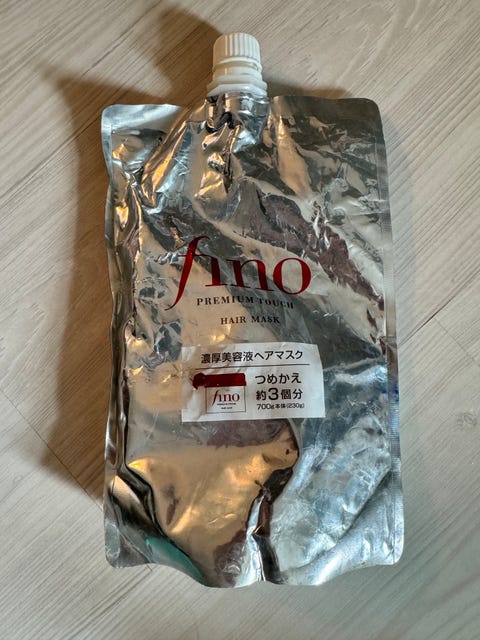 fino
PREMIUM TOUCH
HAIR MASK
濃厚美容液ヘアマスク
つめかえ
約3個分
700g 本体(230g)
fino